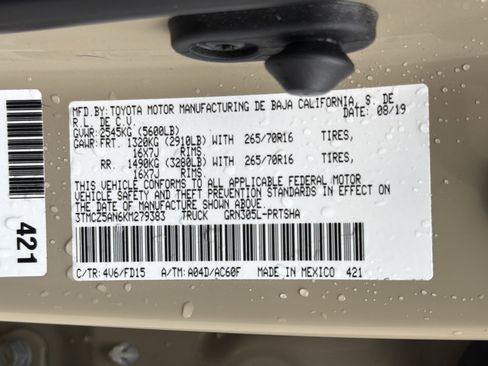 MFD.BY: TOYOTA MOTOR MANUFACTURING DE BAJA CALIFORNIA, S. DE
R.L. DE C.V. DATE: 08/19
GVWR: 2545KG (5600LB)
GAWR: FRT. 1320KG (2910LB) WITH 265/70R16 TIRES,
16X7J RIMS
RR. 1490KG (3280LB) WITH 265/70R16 TIRES,
16X7J RIMS
THIS VEHICLE CONFORMS TO ALL APPLICABLE FEDERAL MOTOR
VEHICLE SAFETY AND THEFT PREVENTION STANDARDS IN EFFECT ON
THE DATE OF MANUFACTURE SHOWN ABOVE.
3TMCZ5AN6KM279383 TRUCK GRN305L-PRTSHA
C/TR: 4V6/FD15 A/TM: A04D/AC60F MADE IN MEXICO 421
421